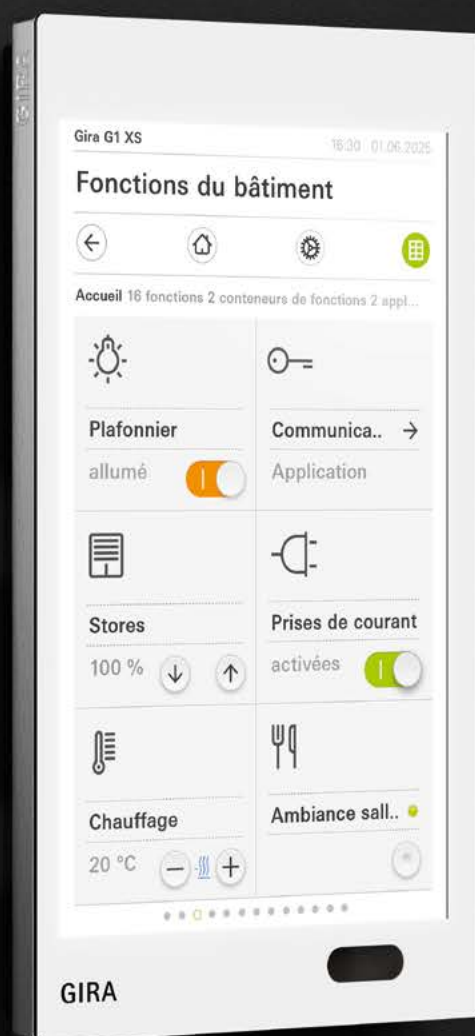 GIRA
Gira G1 XS
16:30 01.06.2025
Fonctions du bâtiment
Accueil 16 fonctions 2 conteneurs de fonctions 2 appl...
Plafonnier
allumé
Communica..
Application
Stores
100 %
Prises de courant
activées
Chauffage
20 °C
Ambiance sall..
GIRA